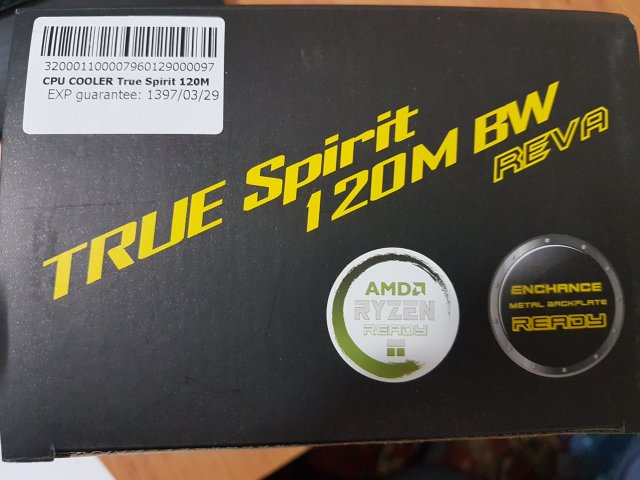 320001100007960129000097
CPU COOLER True Spirit 120M
EXP guarantee: 1397/03/29
TRUE Spirit
120M BW
REVA
AMD
RYZEN
READY
ENCHANCE
METAL BACKPLATE
READY